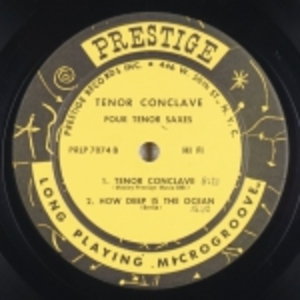 PRESTIGE
PRESTIGE RECORDS INC. • 446 W. 50th ST., N.Y.C.
TENOR CONCLAVE
FOUR TENOR SAXES
PRLP 7074 B HI FI
1. TENOR CONCLAVE
2. HOW DEEP IS THE OCEAN
(Berlin)
LONG PLAYING MICROGROOVE